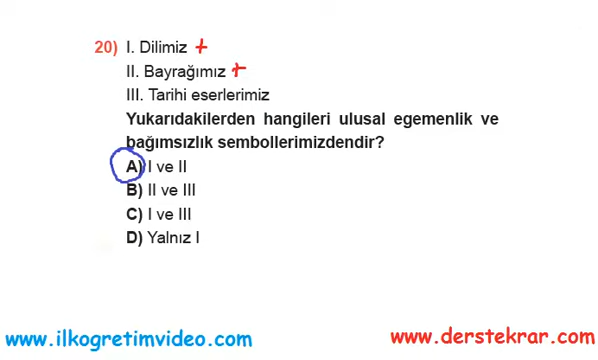 20) I. Dilimiz +
II. Bayrağımız +
III. Tarihi eserlerimiz
Yukarıdakilerden hangileri ulusal egemenlik ve
bağımsızlık sembollerimizdendir?
A) I ve II
B) II ve III
C) I ve III
D) Yalnız I
www.ilkogretimvideo.com
www.derstekrar.com